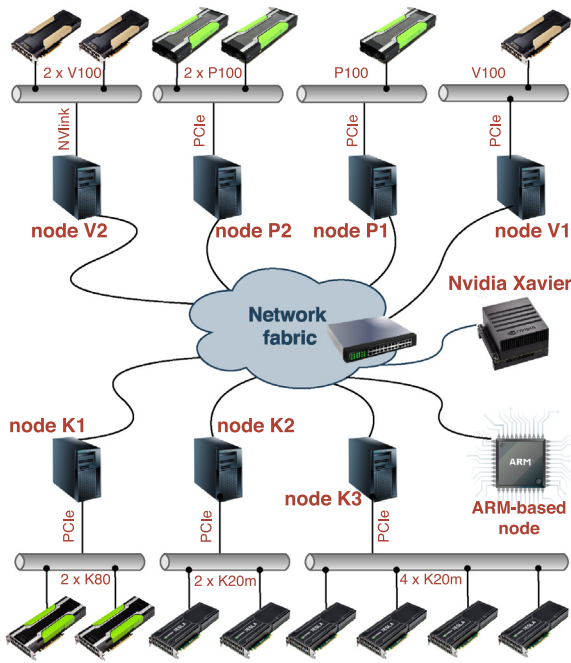 2 x V100
2 x P100
P100
V100
NVlink
PCIe
PCIe
PCIe
node V2
node P2
node P1
node V1
Network
fabric
Nvidia Xavier
node K1
node K2
node K3
ARM
ARM-based
node
PCIe
PCIe
2 x K80
2 x K20m
4 x K20m